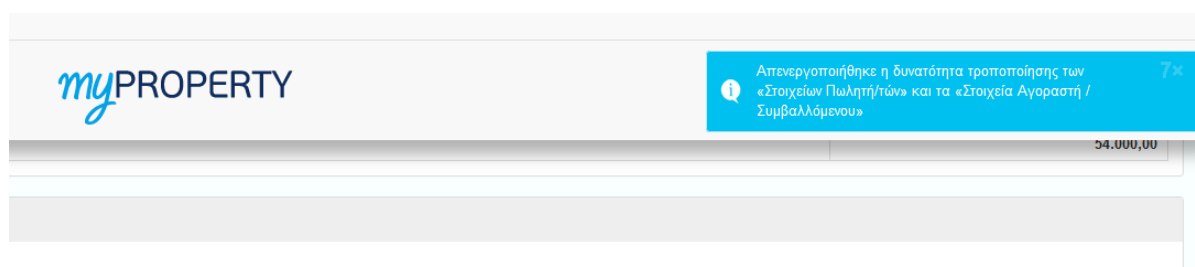 myPROPERTY
Απενεργοποιήθηκε η δυνατότητα τροποποίησης των
7×
«Στοιχείων Πωλητή/τών» και τα «Στοιχεία Αγοραστή /
Συμβαλλόμενου»
54.000,00